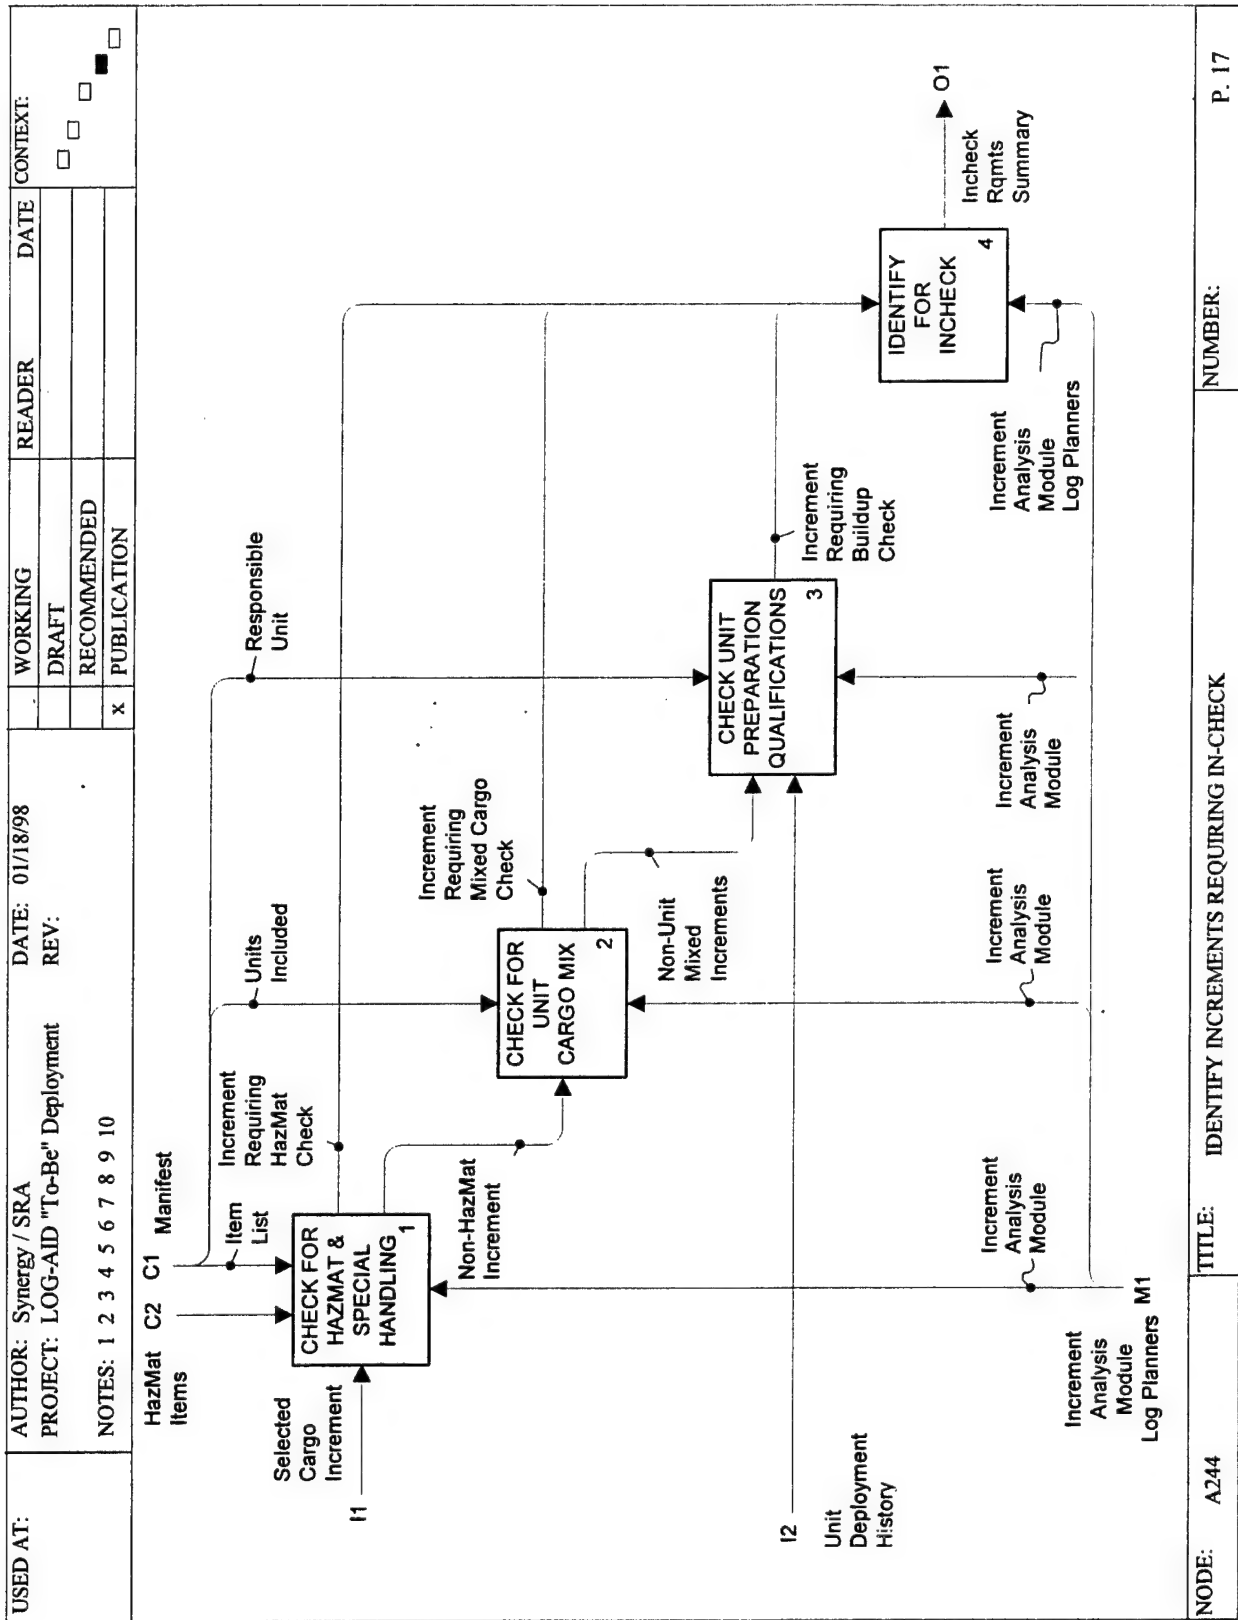 USED AT:
AUTHOR: Synergy / SRA
PROJECT: LOG-AID "To-Be" Deployment
NOTES: 1 2 3 4 5 6 7 8 9 10
DATE: 01/18/98
REV:
WORKING
DRAFT
RECOMMENDED
x PUBLICATION
READER
DATE
CONTEXT:
HazMat
Items
C2
C1
Manifest
Item
List
Units
Included
Responsible
Unit
Selected
Cargo
Increment
I1
CHECK FOR
HAZMAT &
SPECIAL
HANDLING
1
Increment
Requiring
HazMat
Check
Non-HazMat
Increment
CHECK FOR
UNIT
CARGO MIX
2
Increment
Requiring
Mixed Cargo
Check
Non-Unit
Mixed
Increments
CHECK UNIT
PREPARATION
QUALIFICATIONS
3
Increment
Requiring
Buildup
Check
IDENTIFY
FOR
INCHECK
4
Incheck
Rqmts
Summary
O1
I2
Unit
Deployment
History
Increment
Analysis
Module
Log Planners
M1
Increment
Analysis
Module
Increment
Analysis
Module
Increment
Analysis
Module
Increment
Analysis
Module
Log Planners
NODE:
A244
TITLE:
IDENTIFY INCREMENTS REQUIRING IN-CHECK
NUMBER:
P. 17